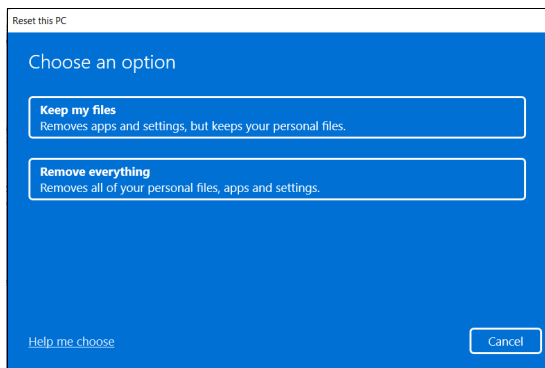 Reset this PC
Choose an option
Keep my files
Removes apps and settings, but keeps your personal files.
Remove everything
Removes all of your personal files, apps and settings.
Help me choose
Cancel